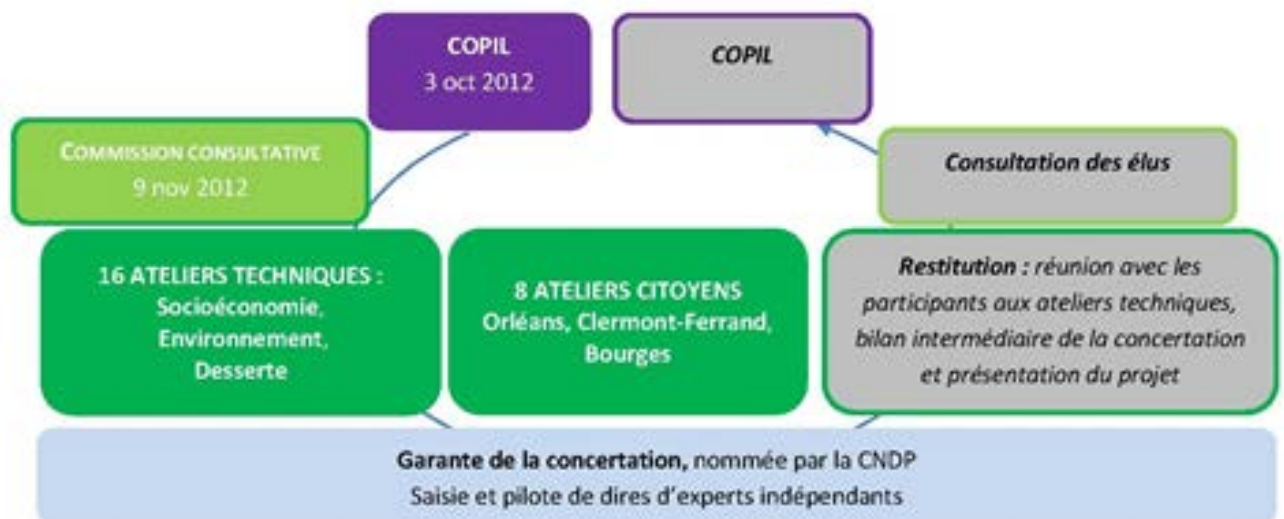 COPIL
3 oct 2012
COPIL
COMMISSION CONSULTATIVE
9 nov 2012
Consultation des élus
16 ATELIERS TECHNIQUES :
Socioéconomie,
Environnement,
Desserte
8 ATELIERS CITOYENS
Orléans, Clermont-Ferrand,
Bourges
Restitution : réunion avec les
participants aux ateliers techniques,
bilan intermédiaire de la concertation
et présentation du projet
Garante de la concertation, nommée par la CNDP
Saisie et pilote de dires d'experts indépendants